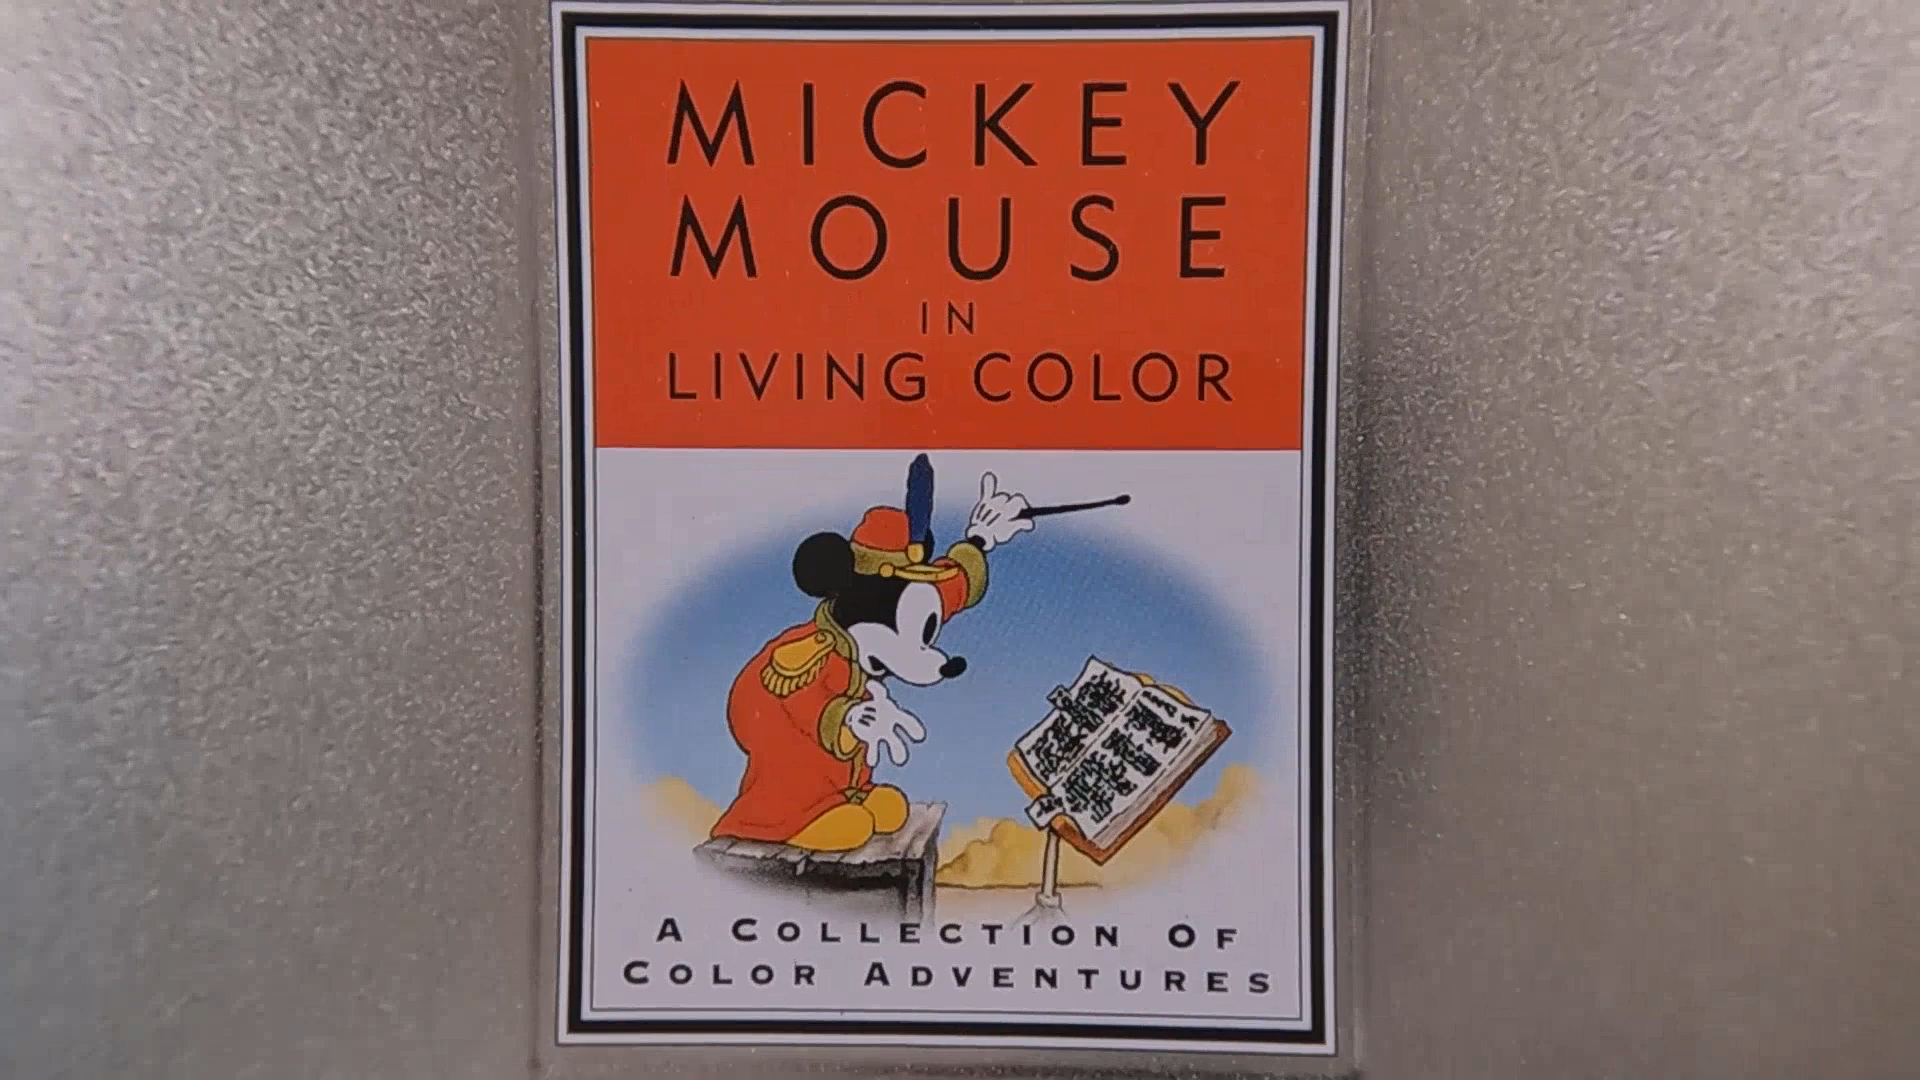 MICKEY
MOUSE
IN
LIVING COLOR
A COLLECTION OF
COLOR ADVENTURES